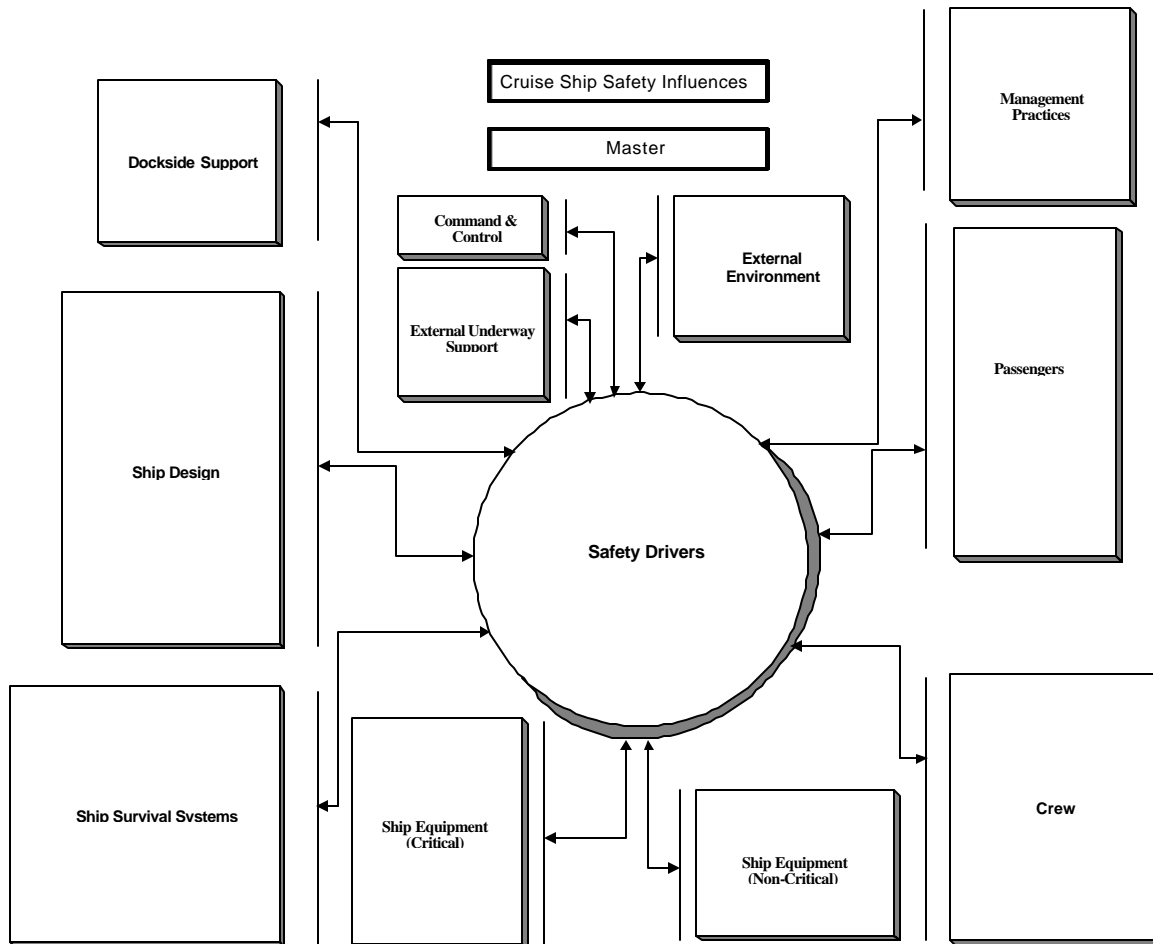 Cruise Ship Safety Influences
Master
Dockside Support
Management
Practices
Command &
Control
External
Environment
External Underway
Support
Passengers
Ship Design
Safety Drivers
Ship Survival Systems
Ship Equipment
(Critical)
Ship Equipment
(Non-Critical)
Crew